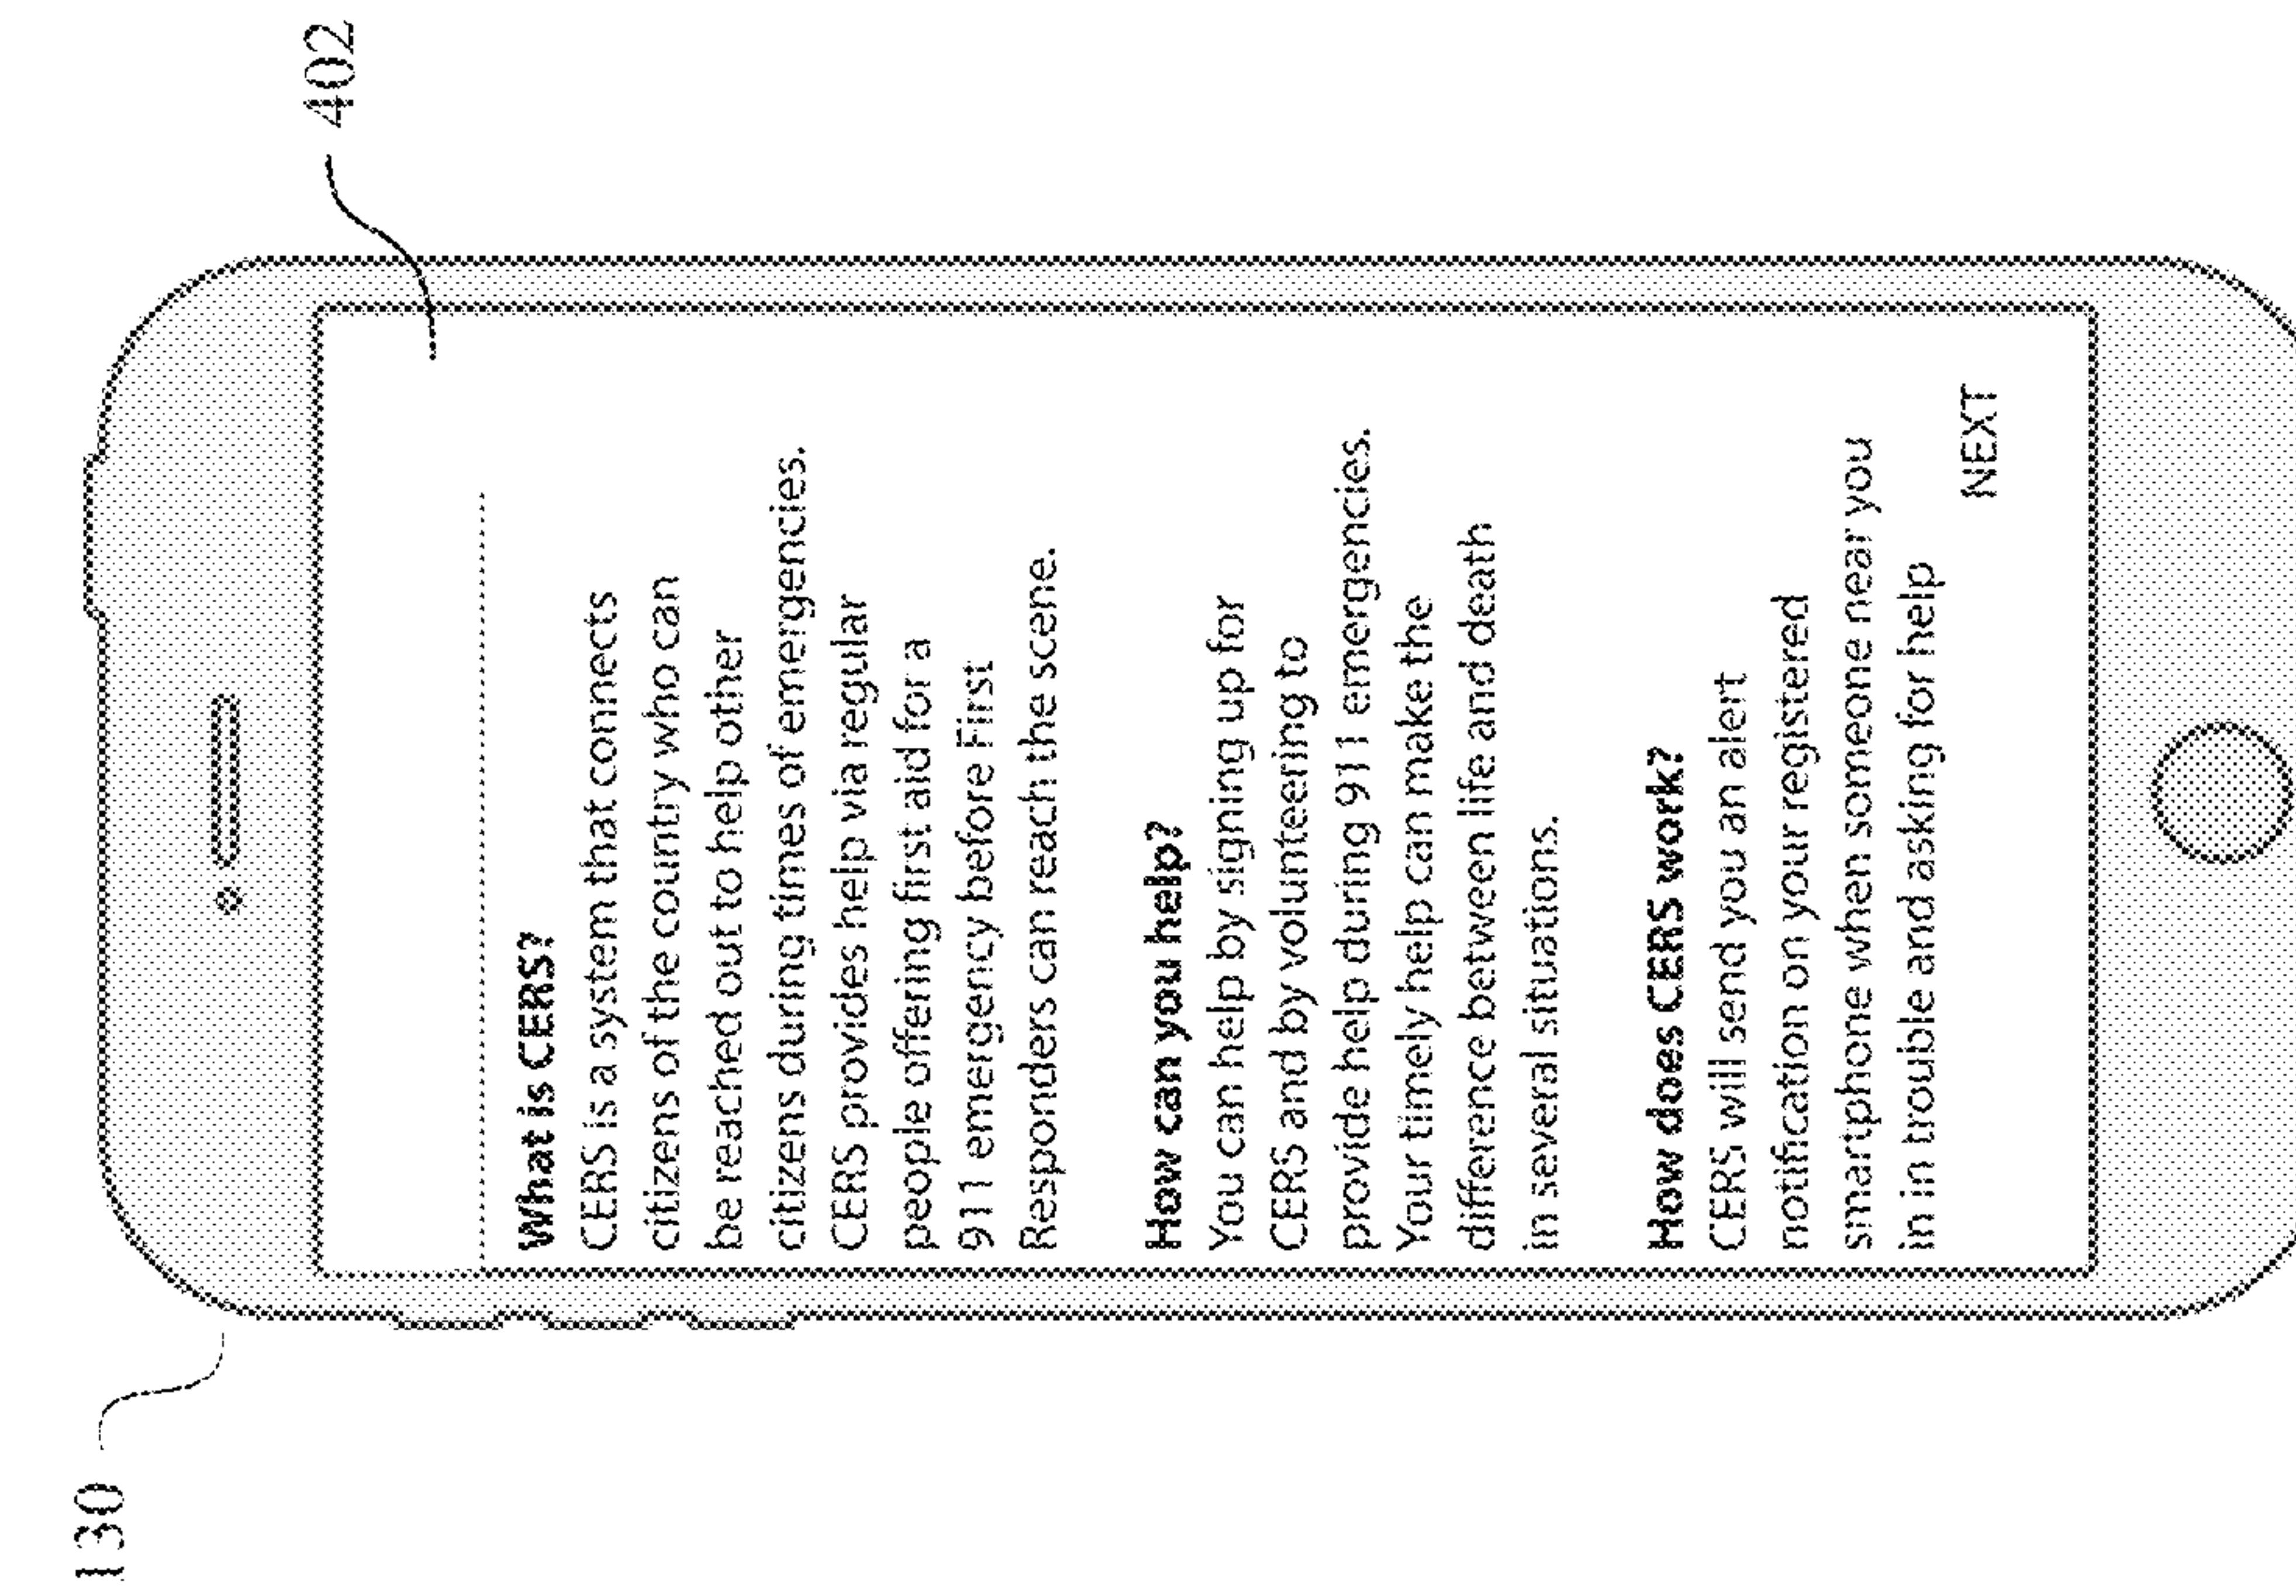 130
402
What is CERS?
CERS is a system that connects
citizens of the country who can
be reached out to help other
citizens during times of emergencies.
CERS provides help via regular
people offering first aid for a
911 emergency before First
Responders can reach the scene.
How can you help?
You can help by signing up for
CERS and by volunteering to
provide help during 911 emergencies.
Your timely help can make the
difference between life and death
in several situations.
How does CERS work?
CERS will send you an alert
notification on your registered
smartphone when someone near you
in in trouble and asking for help
NEXT